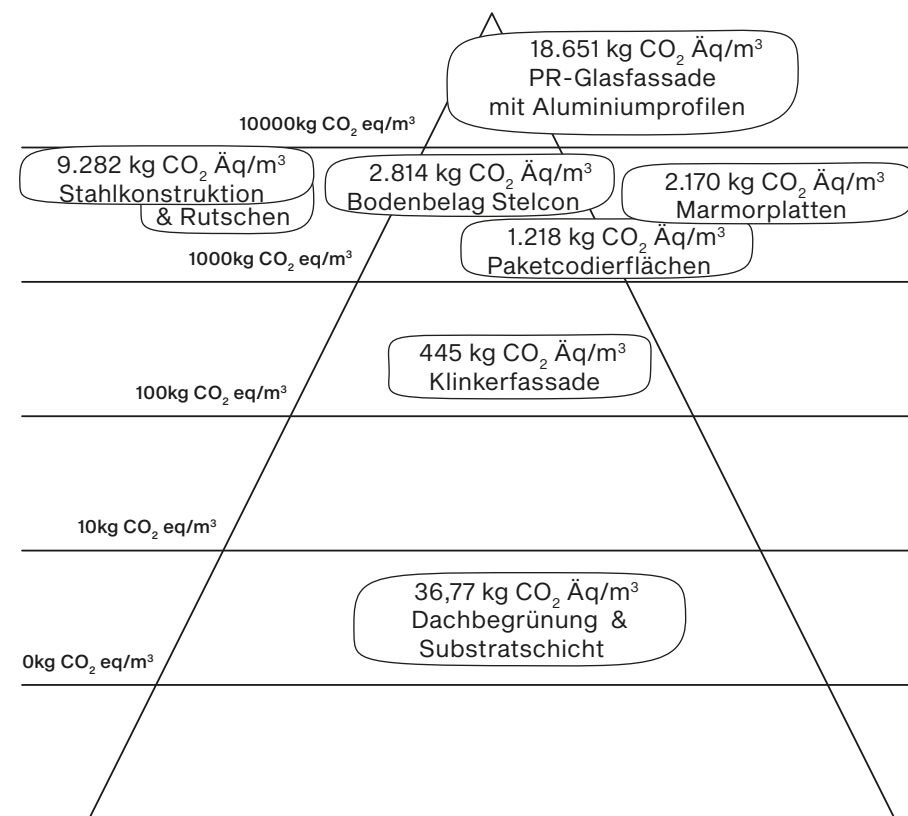 18.651 kg CO₂ Äq/m³
PR-Glasfassade
mit Aluminiumprofilen
10000kg CO₂ eq/m³
9.282 kg CO₂ Äq/m³
Stahlkonstruktion
& Rutschen
2.814 kg CO₂ Äq/m³
Bodenbelag Stelcon
2.170 kg CO₂ Äq/m³
Marmorplatten
1.218 kg CO₂ Äq/m³
Paketcodierflächen
1000kg CO₂ eq/m³
445 kg CO₂ Äq/m³
Klinkerfassade
100kg CO₂ eq/m³
10kg CO₂ eq/m³
36,77 kg CO₂ Äq/m³
Dachbegrünung &
Substratschicht
0kg CO₂ eq/m³